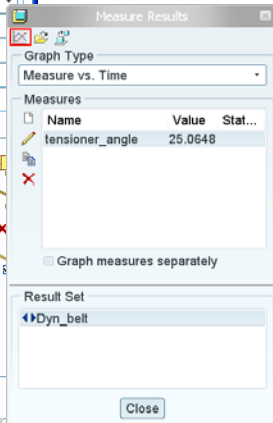 Measure Results
Graph Type
Measure vs. Time
Measures
Name Value Stat...
tensioner_angle 25.0648
Graph measures separately
Result Set
Dyn_belt
Close